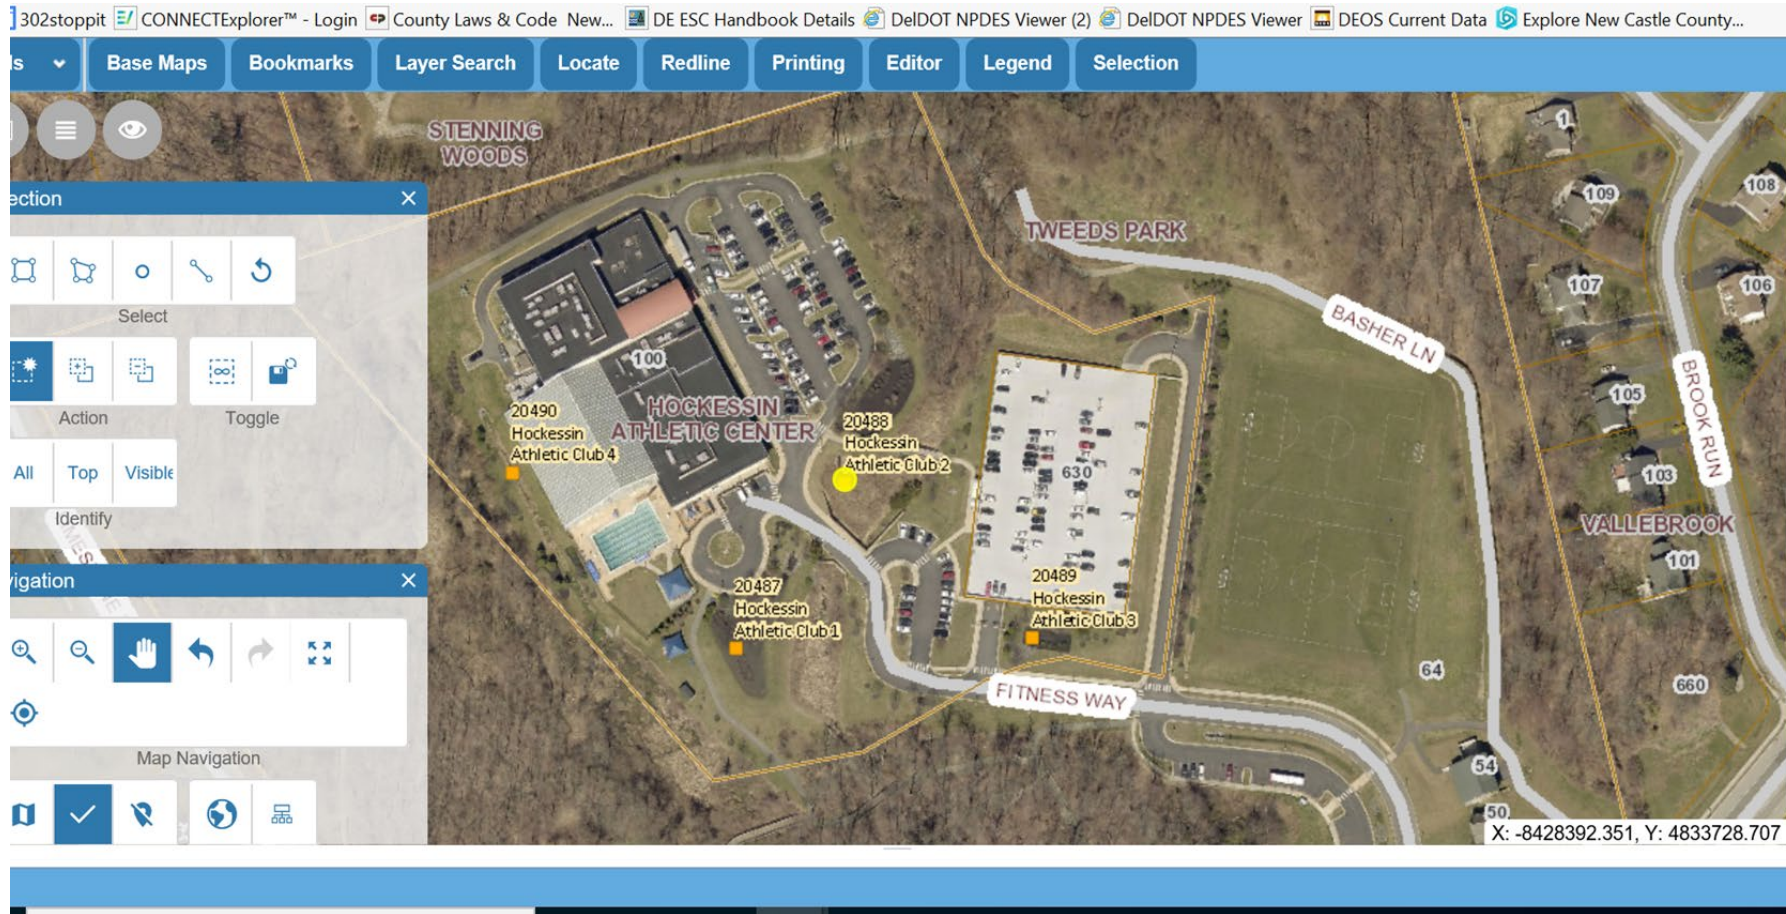 302stoppit CONNECTExplorer™ - Login County Laws & Code New... DE ESC Handbook Details DelDOT NPDES Viewer (2) DelDOT NPDES Viewer DEOS Current Data Explore New Castle County...
ls Base Maps Bookmarks Layer Search Locate Redline Printing Editor Legend Selection
STENNING
WOODS
ection
Select
Action Toggle
All Top Visible
Identify
vigation
Map Navigation
100
HOCKESSIN
ATHLETIC CENTER
20490
Hockessin
Athletic Club 4
20488
Hockessin
Athletic Club 2
20487
Hockessin
Athletic Club 1
20489
Hockessin
Athletic Club 3
630
TWEEDS PARK
BASHER LN
FITNESS WAY
BROOK RUN
VALLEBROOK
1
109
108
107
106
105
103
101
64
660
54
50
X: -8428392.351, Y: 4833728.707